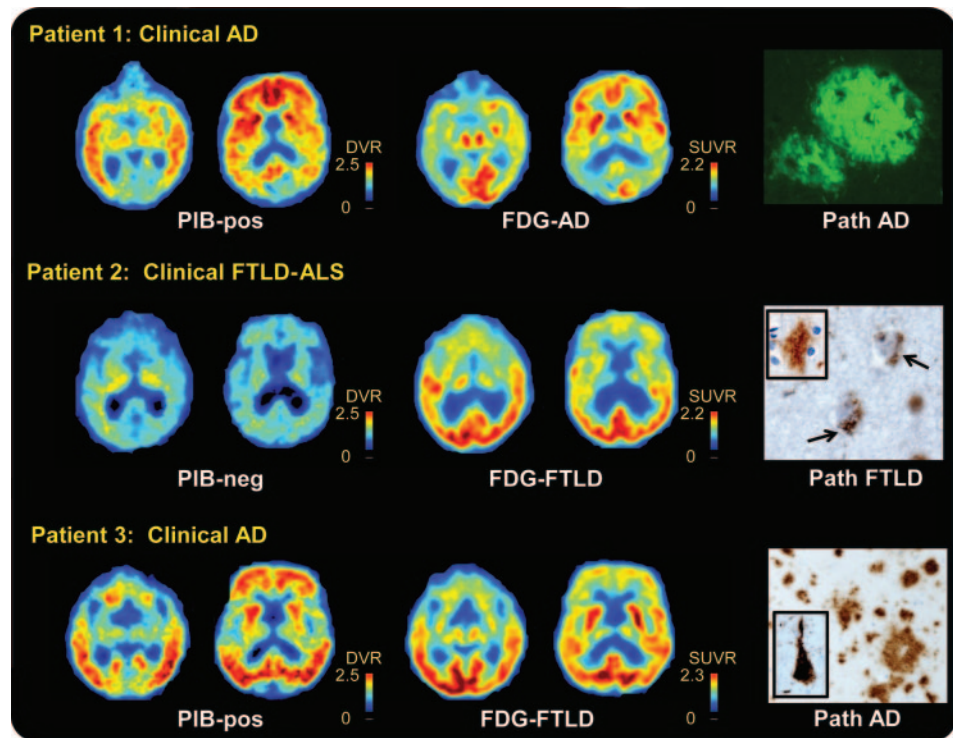 Patient 1: Clinical AD
DVR
2.5
0
PIB-pos
SUVR
2.2
0
FDG-AD
Path AD
Patient 2: Clinical FTLD-ALS
DVR
2.5
0
PIB-neg
SUVR
2.2
0
FDG-FTLD
Path FTLD
Patient 3: Clinical AD
DVR
2.5
0
PIB-pos
SUVR
2.3
0
FDG-FTLD
Path AD